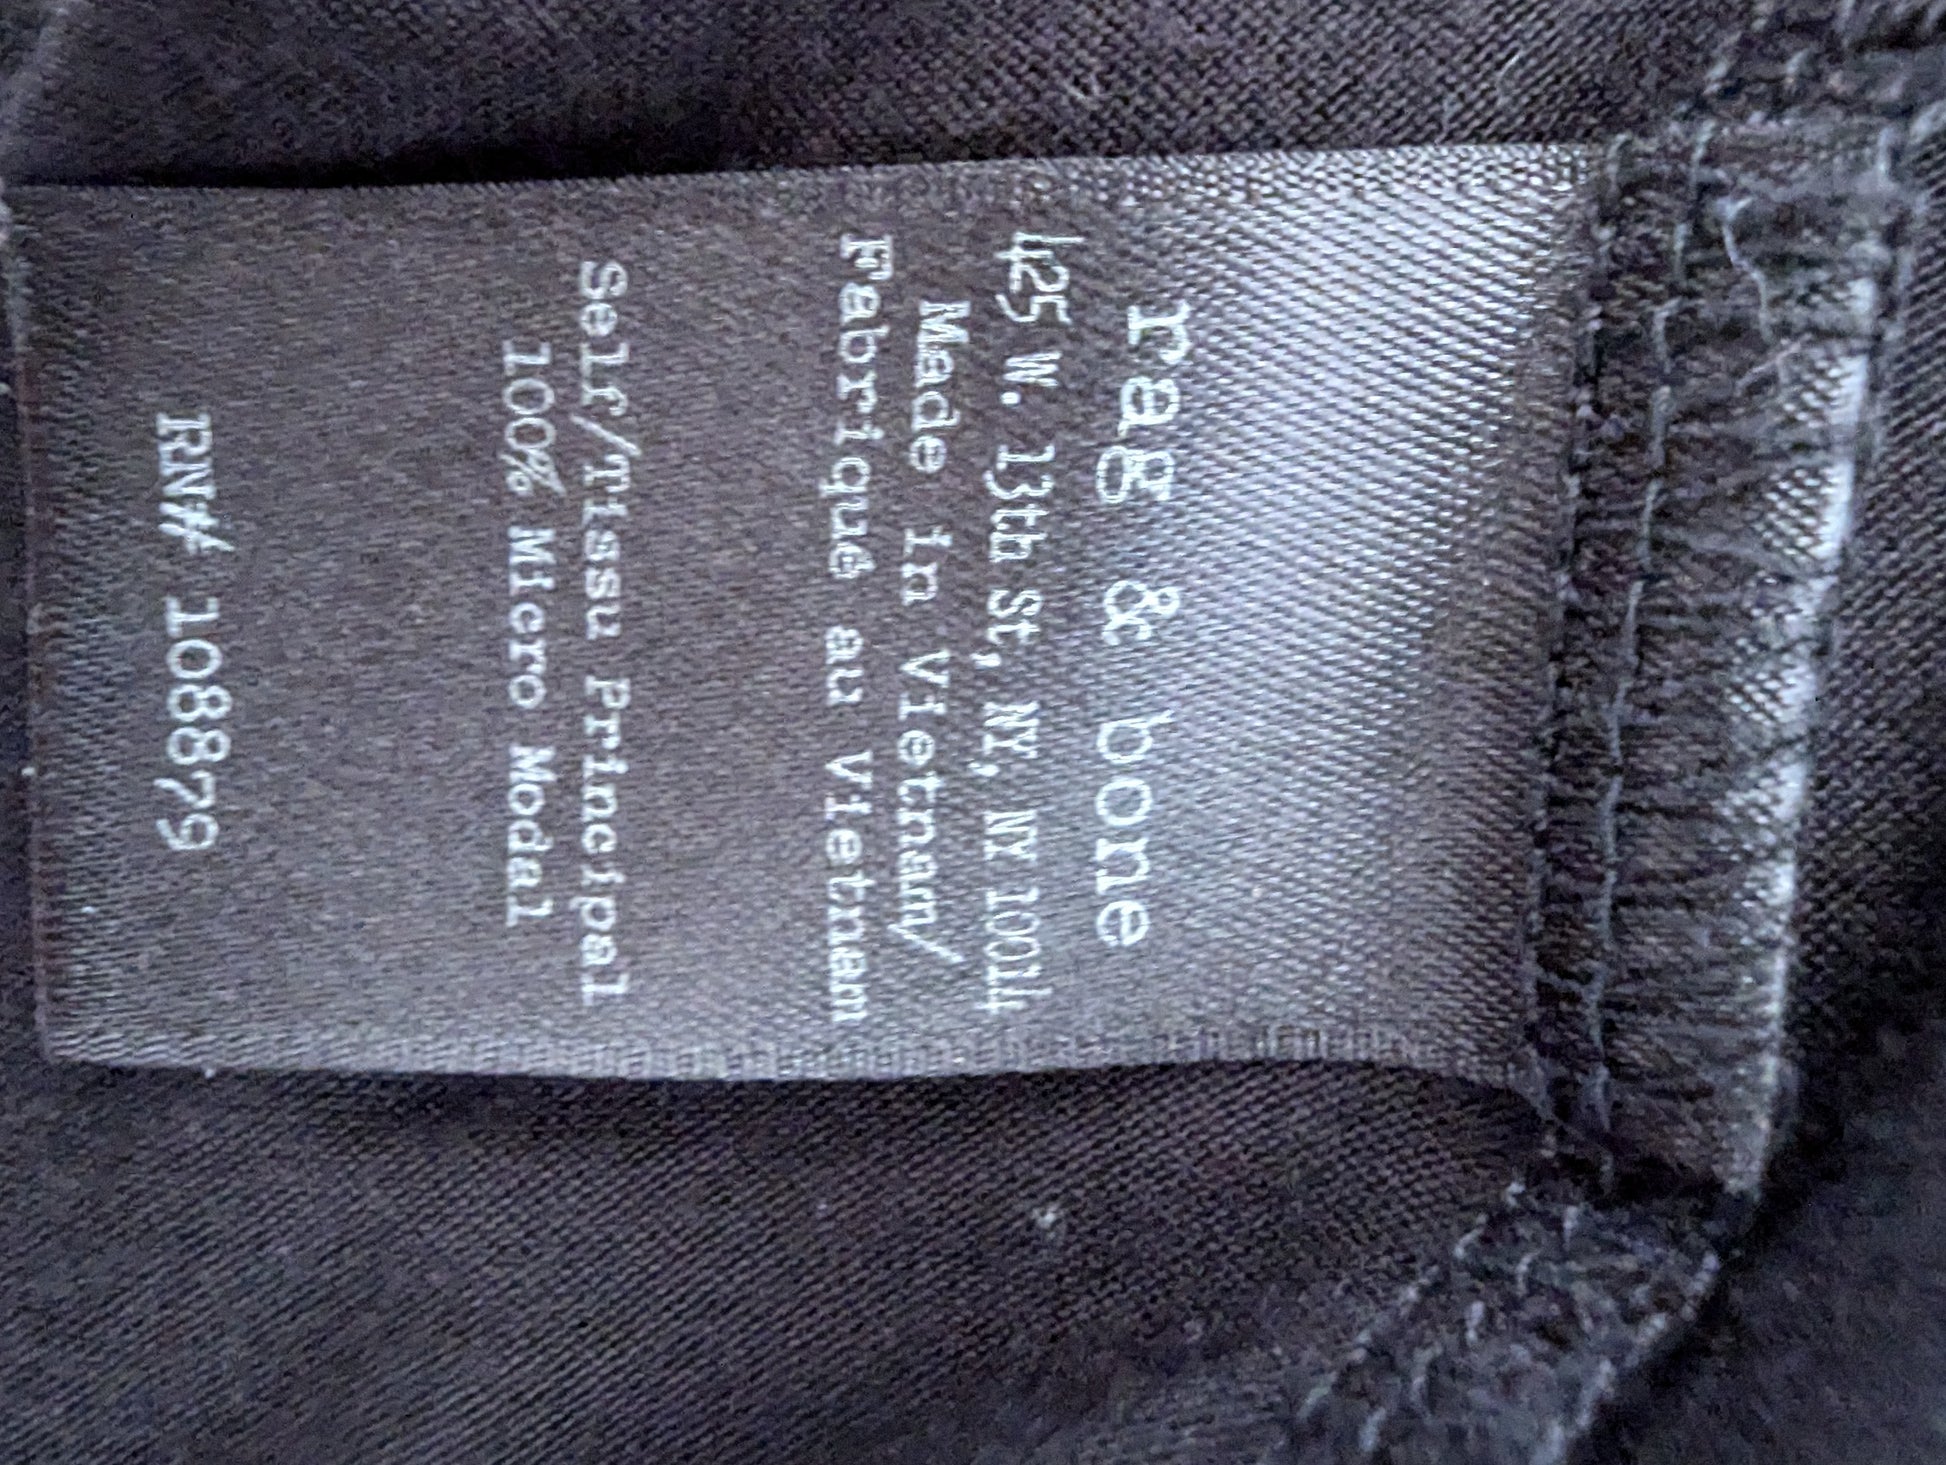 rag & bone
425 W. 13th St, NY, NY 10014
Made in Vietnam/
Fabriqué au Vietnam
Self/Tissu Principal
100% Micro Modal
RN# 108879